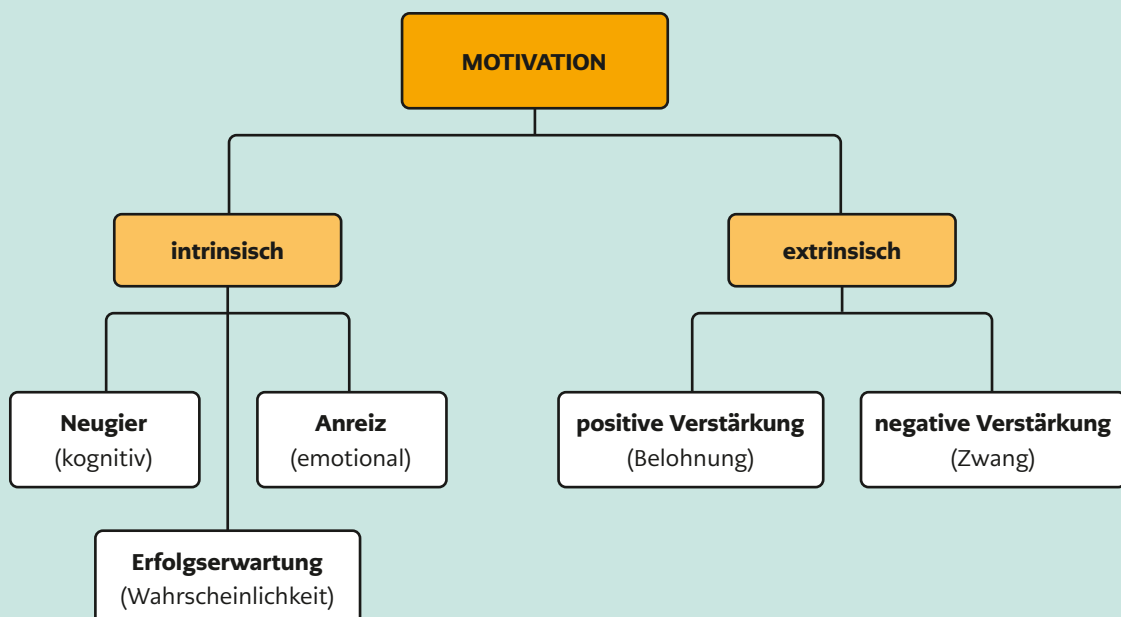 MOTIVATION
intrinsisch
extrinsisch
Neugier
(kognitiv)
Anreiz
(emotional)
positive Verstärkung
(Belohnung)
negative Verstärkung
(Zwang)
Erfolgserwartung
(Wahrscheinlichkeit)